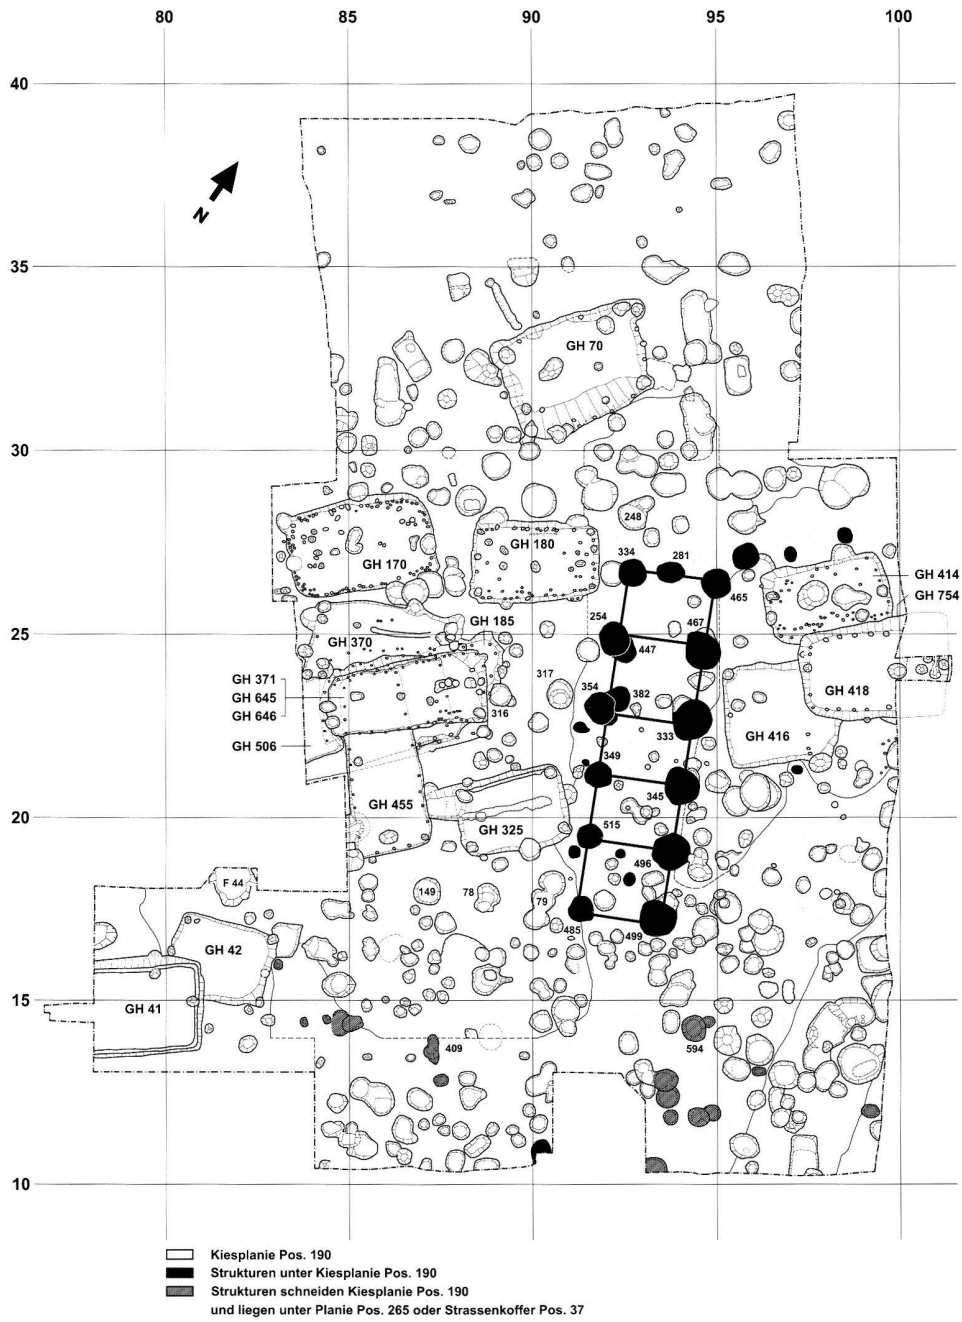 80 85 90 95 100
40
N
35
GH 70
30
248
GH 170
GH 180
334
281
GH 414
465
GH 754
GH 185
254
467
25
GH 370
447
GH 371
317
354
382
GH 418
GH 645
GH 646
316
333
GH 416
GH 506
349
GH 455
345
20
GH 325
515
496
F 44
149
78
79
485
499
GH 42
15
GH 41
409
594
10
Kiesplanie Pos. 190
Strukturen unter Kiesplanie Pos. 190
Strukturen schneiden Kiesplanie Pos. 190
und liegen unter Planie Pos. 265 oder Strassenkoffer Pos. 37